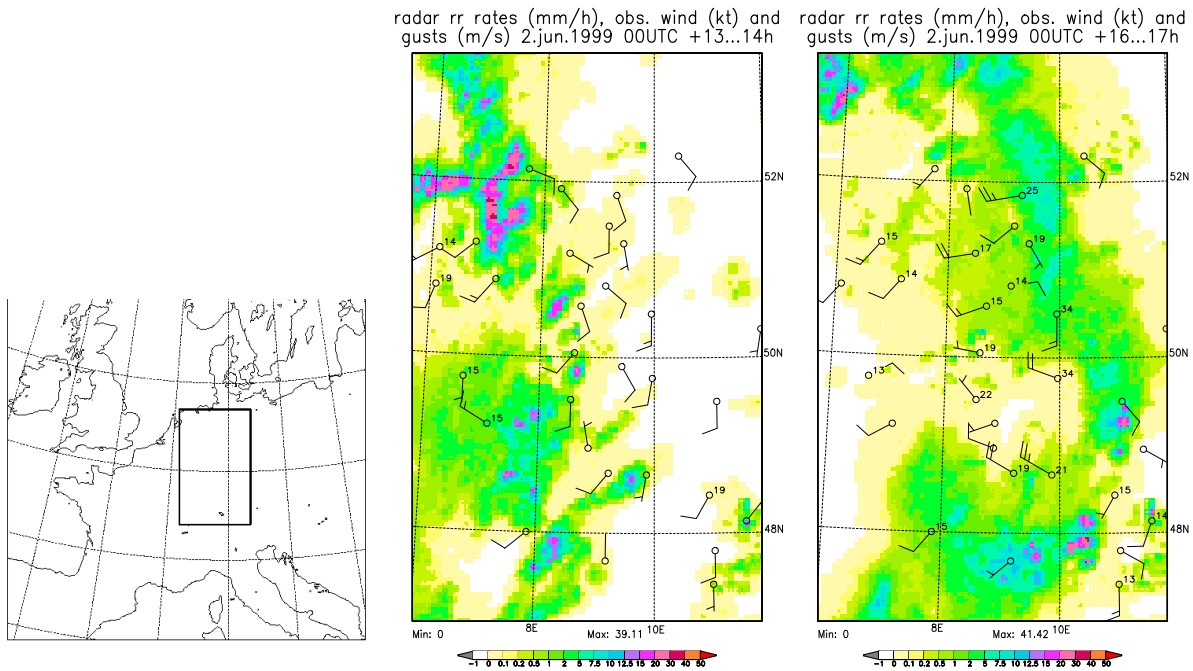 radar rr rates (mm/h), obs. wind (kt) and
gusts (m/s) 2.jun.1999 00UTC +13...14h
14
19
15
15
19
8E
10E
Min: 0
Max: 39.11
−1 0 0.1 0.2 0.5 1 2 5 7.5 10 12.5 15 20 30 40 50
radar rr rates (mm/h), obs. wind (kt) and
gusts (m/s) 2.jun.1999 00UTC +16...17h
52N
50N
48N
25
15
17
19
14
14
15
34
19
13
34
22
19
21
15
15
14
13
52N
50N
48N
8E
10E
Min: 0
Max: 41.42
−1 0 0.1 0.2 0.5 1 2 5 7.5 10 12.5 15 20 30 40 50